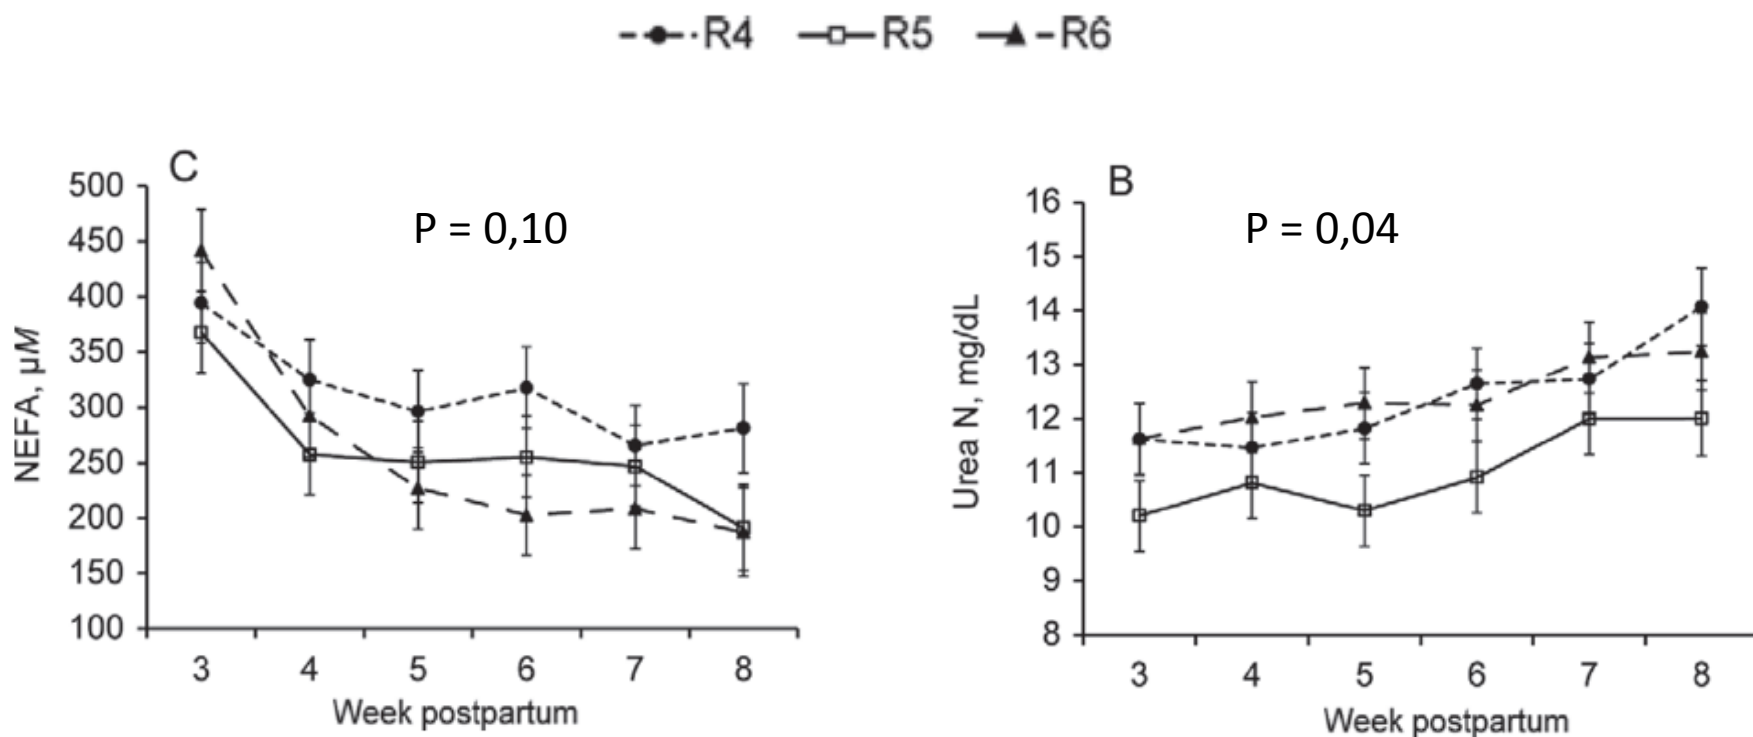 R4 R5 R6
C
P = 0,10
500
450
400
350
300
250
200
150
100
NEFA, µM
3 4 5 6 7 8
Week postpartum
B
P = 0,04
16
15
14
13
12
11
10
9
8
Urea N, mg/dL
3 4 5 6 7 8
Week postpartum